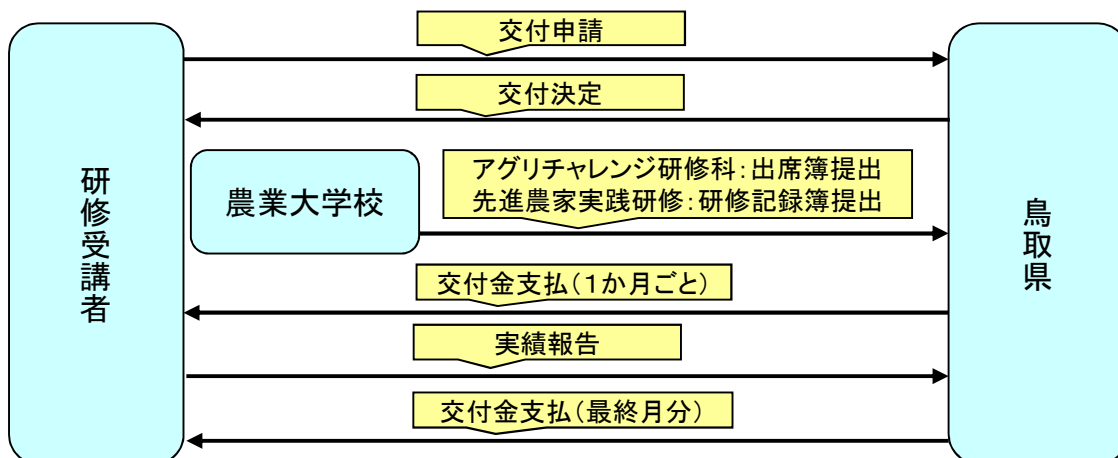 交付申請
交付決定
研修受講者
農業大学校
アグリチャレンジ研修科：出席簿提出
先進農家実践研修：研修記録簿提出
鳥取県
交付金支払（１か月ごと）
実績報告
交付金支払（最終月分）